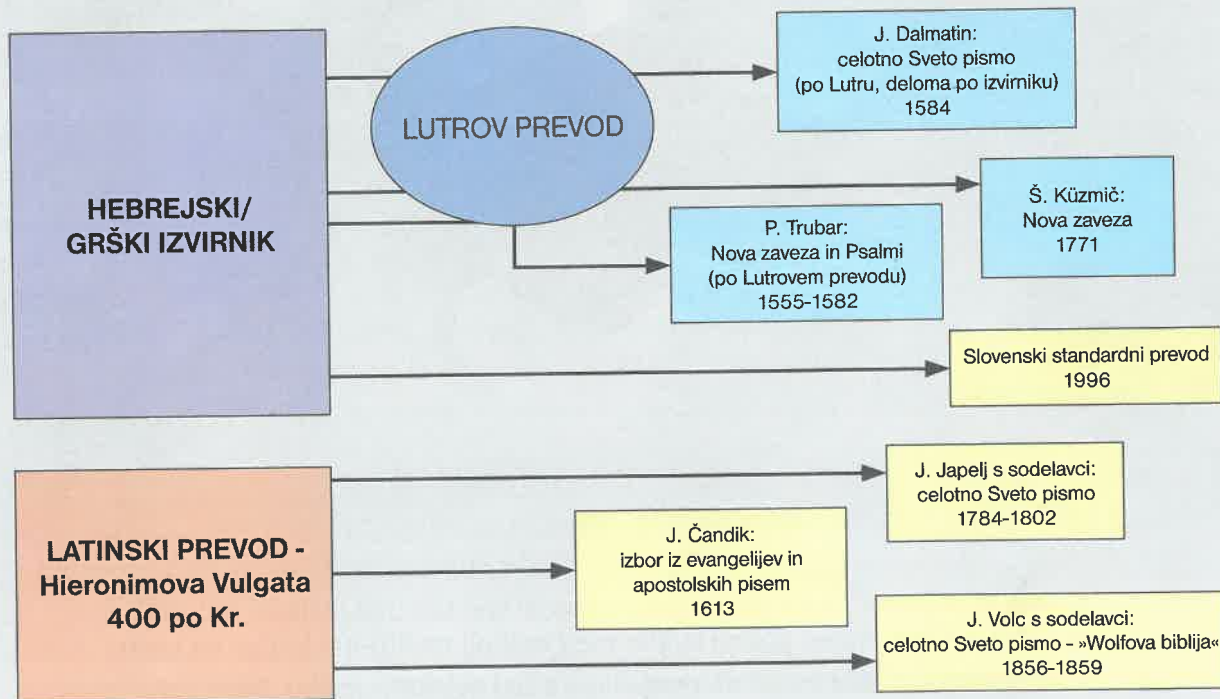 HEBREJSKI/
GRŠKI IZVIRNIK
LUTROV PREVOD
J. Dalmatin:
celotno Sveto pismo
(po Lutru, deloma po izvirniku)
1584
Š. Küzmič:
Nova zaveza
1771
P. Trubar:
Nova zaveza in Psalmi
(po Lutrovem prevodu)
1555-1582
Slovenski standardni prevod
1996
LATINSKI PREVOD -
Hieronimova Vulgata
400 po Kr.
J. Japelj s sodelavci:
celotno Sveto pismo
1784-1802
J. Čandik:
izbor iz evangelijev in
apostolskih pisem
1613
J. Volc s sodelavci:
celotno Sveto pismo - »Wolfova biblija«
1856-1859